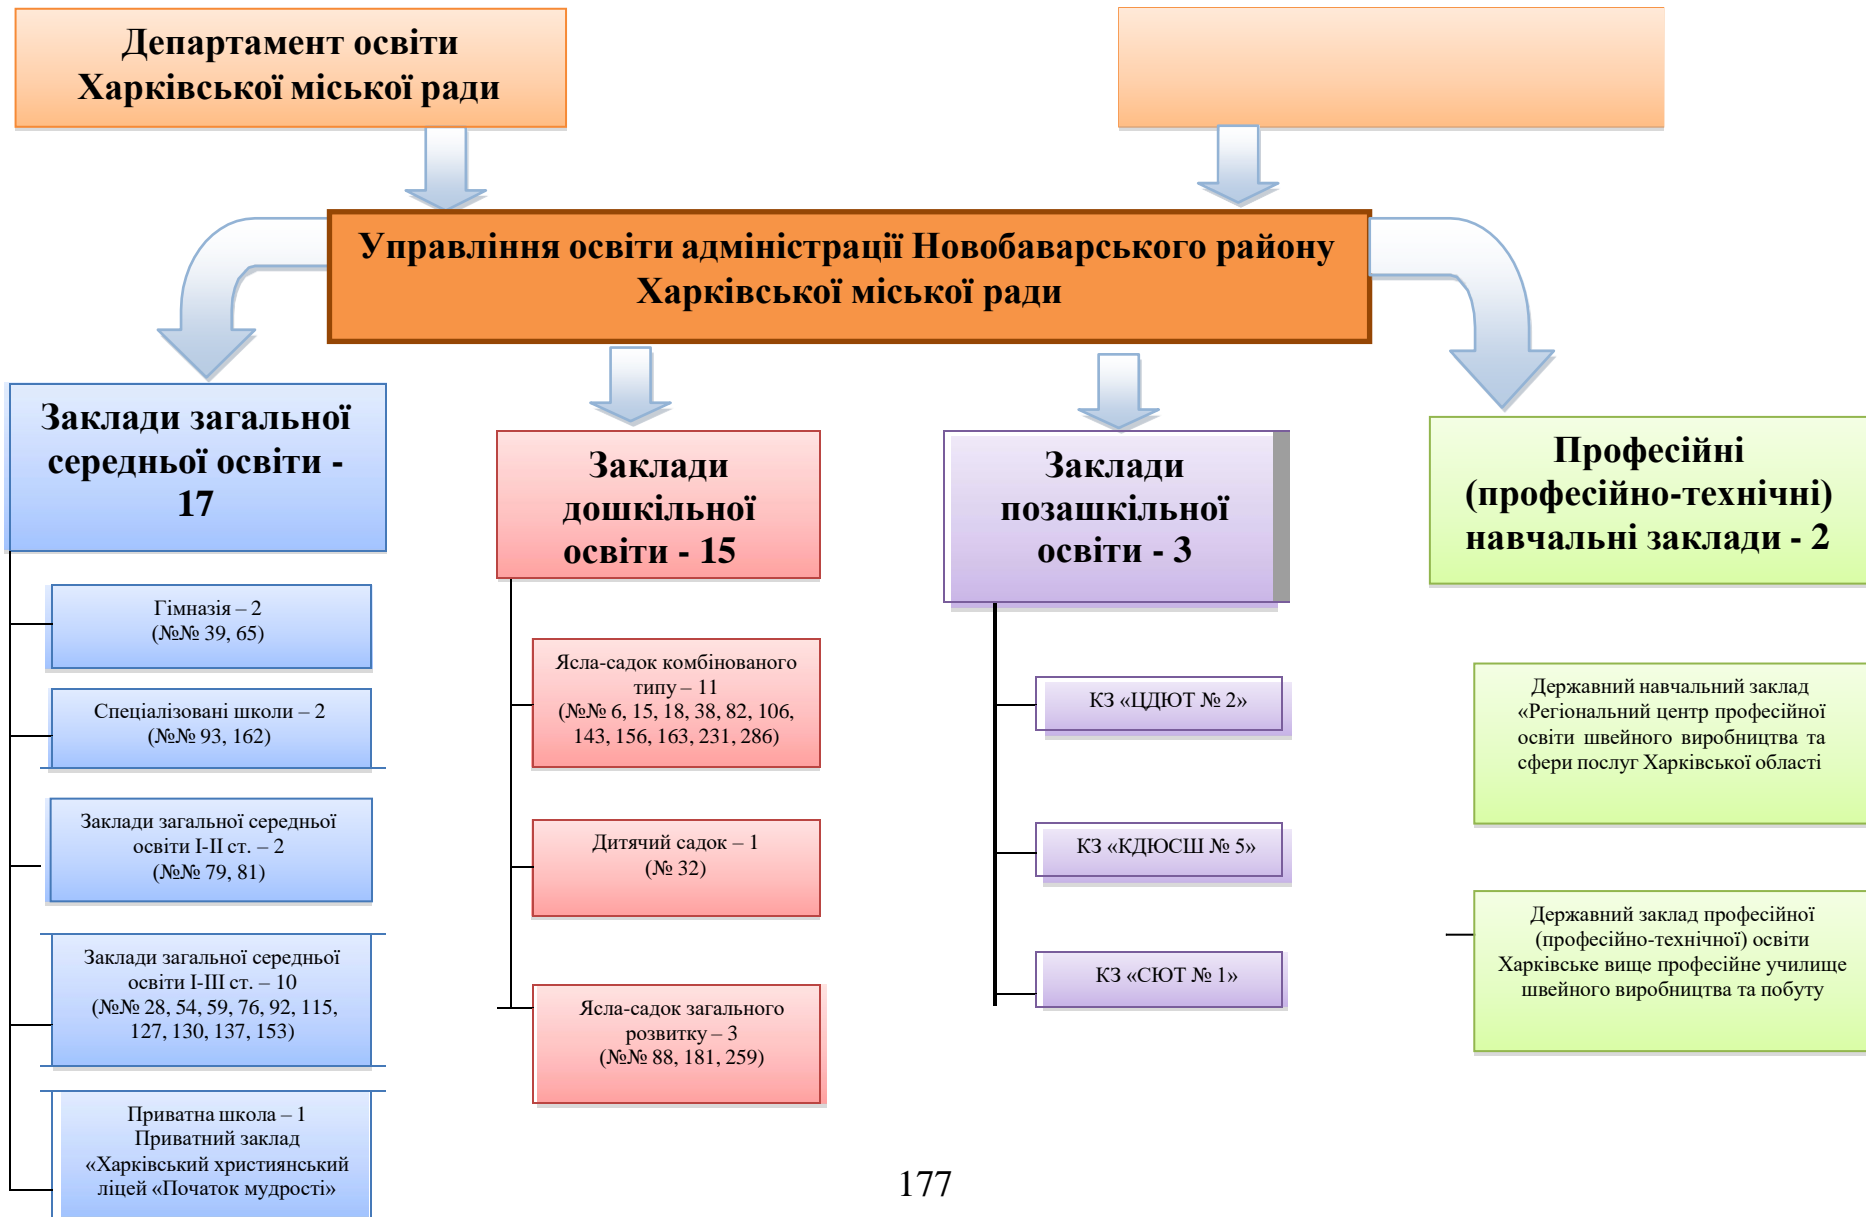 Департамент освіти
Харківської міської ради
Управління освіти адміністрації Новобаварського району
Харківської міської ради
Заклади загальної
середньої освіти -
17
Гімназія – 2
(№№ 39, 65)
Спеціалізовані школи – 2
(№№ 93, 162)
Заклади загальної середньої
освіти І-ІІ ст. – 2
(№№ 79, 81)
Заклади загальної середньої
освіти І-ІІІ ст. – 10
(№№ 28, 54, 59, 76, 92, 115,
127, 130, 137, 153)
Приватна школа – 1
Приватний заклад
«Харківський християнський
ліцей «Початок мудрості»
Заклади
дошкільної
освіти - 15
Ясла-садок комбінованого
типу – 11
(№№ 6, 15, 18, 38, 82, 106,
143, 156, 163, 231, 286)
Дитячий садок – 1
(№ 32)
Ясла-садок загального
розвитку – 3
(№№ 88, 181, 259)
Заклади
позашкільної
освіти - 3
КЗ «ЦДЮТ № 2»
КЗ «КДЮСШ № 5»
КЗ «СЮТ № 1»
Професійні
(професійно-технічні)
навчальні заклади - 2
Державний навчальний заклад
«Регіональний центр професійної
освіти швейного виробництва та
сфери послуг Харківської області
Державний заклад професійної
(професійно-технічної) освіти
Харківське вище професійне училище
швейного виробництва та побуту
177